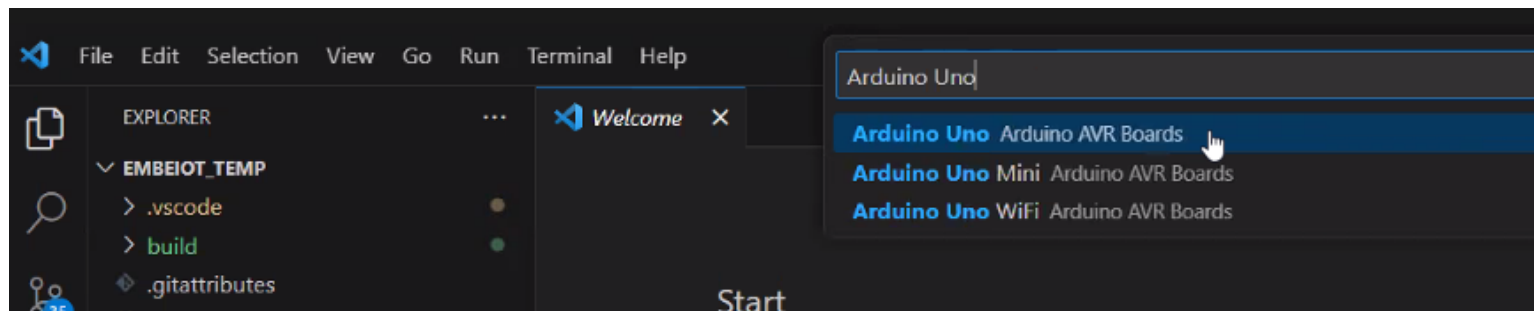 File Edit Selection View Go Run Terminal Help
Arduino Uno
EXPLORER ...
Welcome
EMBEIOT_TEMP
.vscode
build
.gitattributes
Arduino Uno Arduino AVR Boards
Arduino Uno Mini Arduino AVR Boards
Arduino Uno WiFi Arduino AVR Boards
Start